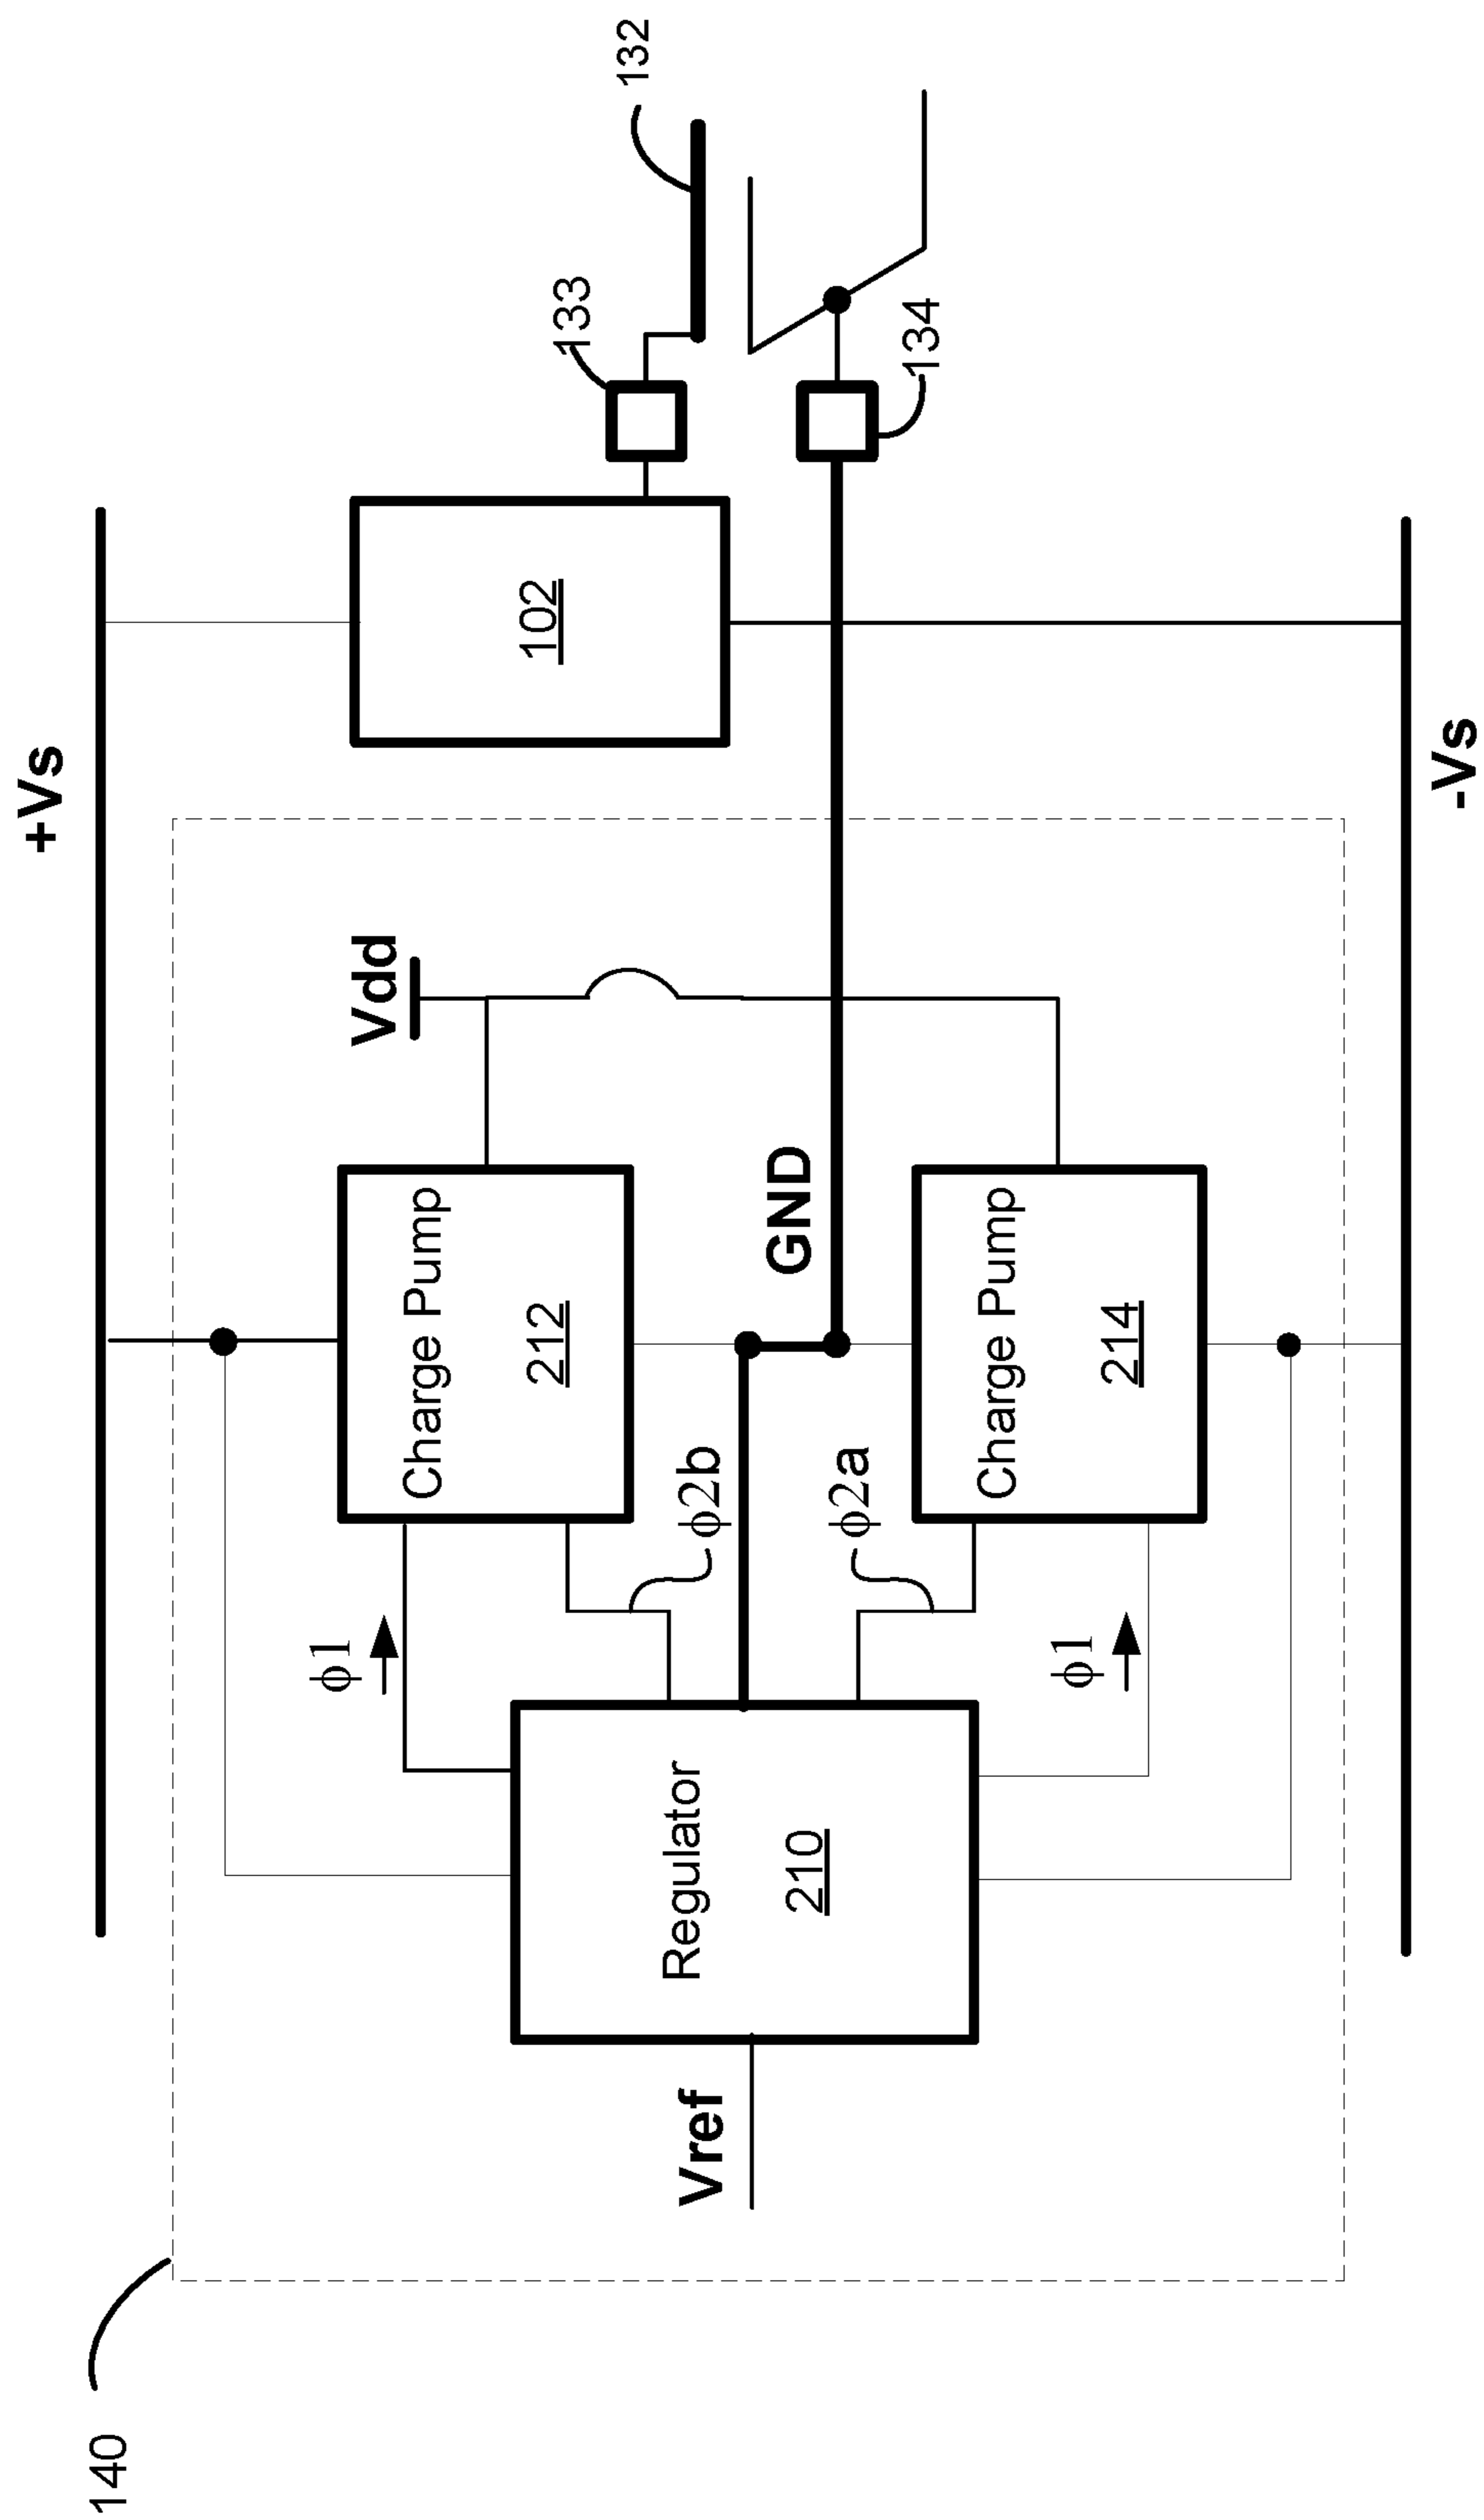 140
+Vs
Vref
Regulator
210
ϕ1
ϕ2b
ϕ2a
ϕ1
Charge Pump
212
Charge Pump
214
GND
Vdd
102
133
134
132
-Vs